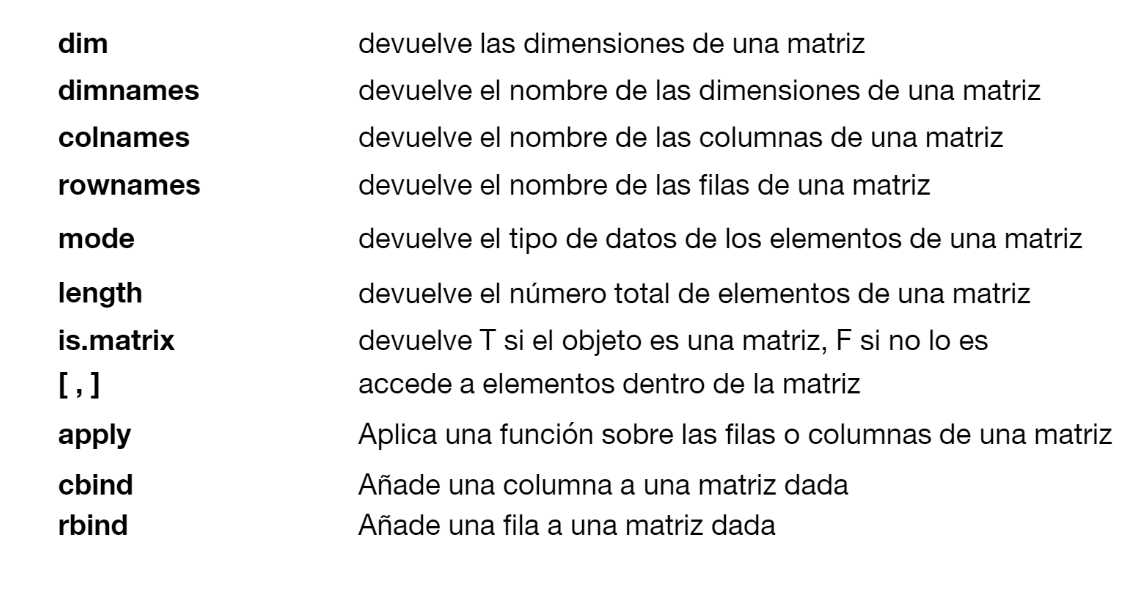 dim devuelve las dimensiones de una matriz
dimnames devuelve el nombre de las dimensiones de una matriz
colnames devuelve el nombre de las columnas de una matriz
rownames devuelve el nombre de las filas de una matriz
mode devuelve el tipo de datos de los elementos de una matriz
length devuelve el número total de elementos de una matriz
is.matrix devuelve T si el objeto es una matriz, F si no lo es
[ , ] accede a elementos dentro de la matriz
apply Aplica una función sobre las filas o columnas de una matriz
cbind Añade una columna a una matriz dada
rbind Añade una fila a una matriz dada